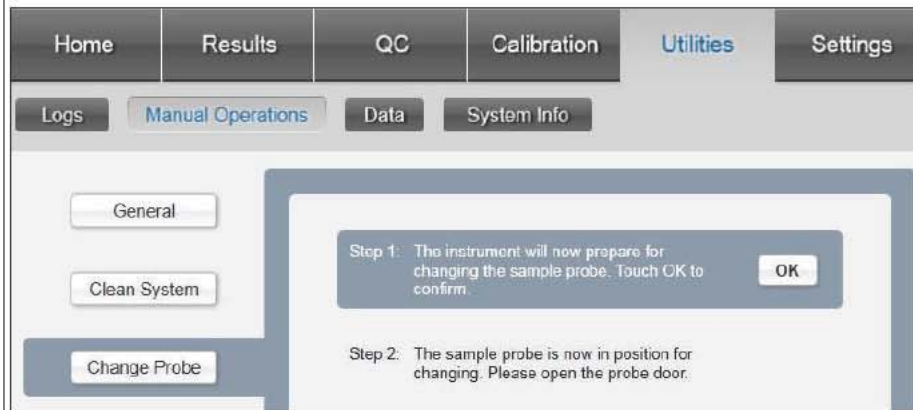 Home Results QC Calibration Utilities Settings
Logs Manual Operations Data System Info
General
Clean System
Change Probe
Step 1: The instrument will now prepare for
changing the sample probe. Touch OK to
confirm.
OK
Step 2: The sample probe is now in position for
changing. Please open the probe door.